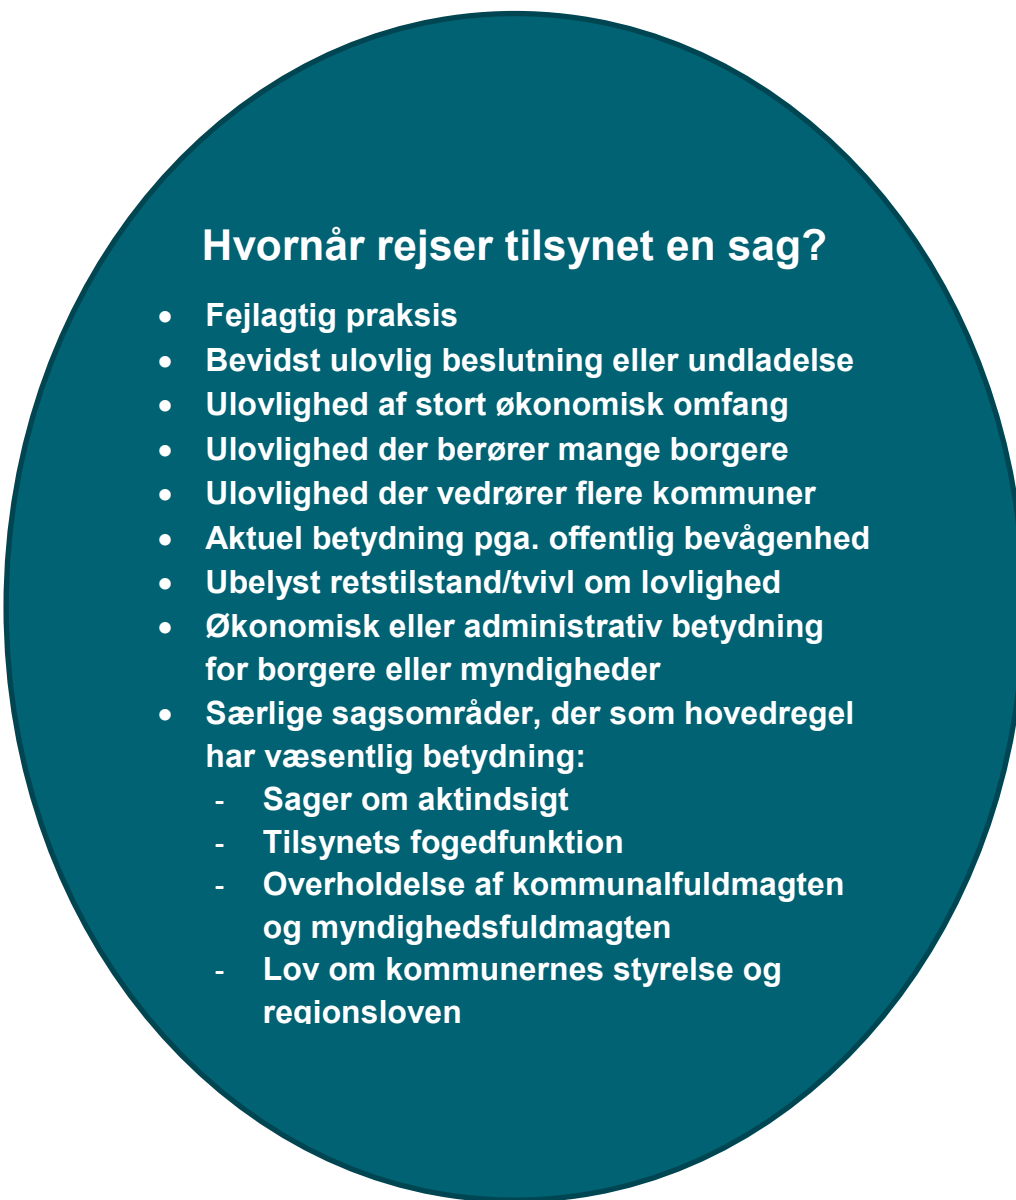 Hvornår rejser tilsynet en sag?
• Fejlagtig praksis
• Bevidst ulovlig beslutning eller undladelse
• Ulovlighed af stort økonomisk omfang
• Ulovlighed der berører mange borgere
• Ulovlighed der vedrører flere kommuner
• Aktuel betydning pga. offentlig bevågenhed
• Ubelyst retstilstand/tvivl om lovlighed
• Økonomisk eller administrativ betydning
for borgere eller myndigheder
• Særlige sagsområder, der som hovedregel
har væsentlig betydning:
- Sager om aktindsigt
- Tilsynets fogedfunktion
- Overholdelse af kommunalfuldmagten
og myndighedsfuldmagten
- Lov om kommunernes styrelse og
regionsloven